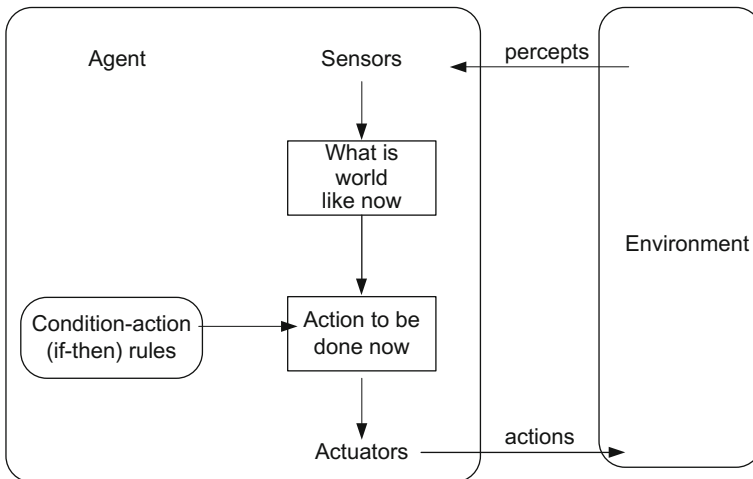 Agent
Sensors
percepts
What is
world
like now
Environment
Condition-action
(if-then) rules
Action to be
done now
Actuators
actions